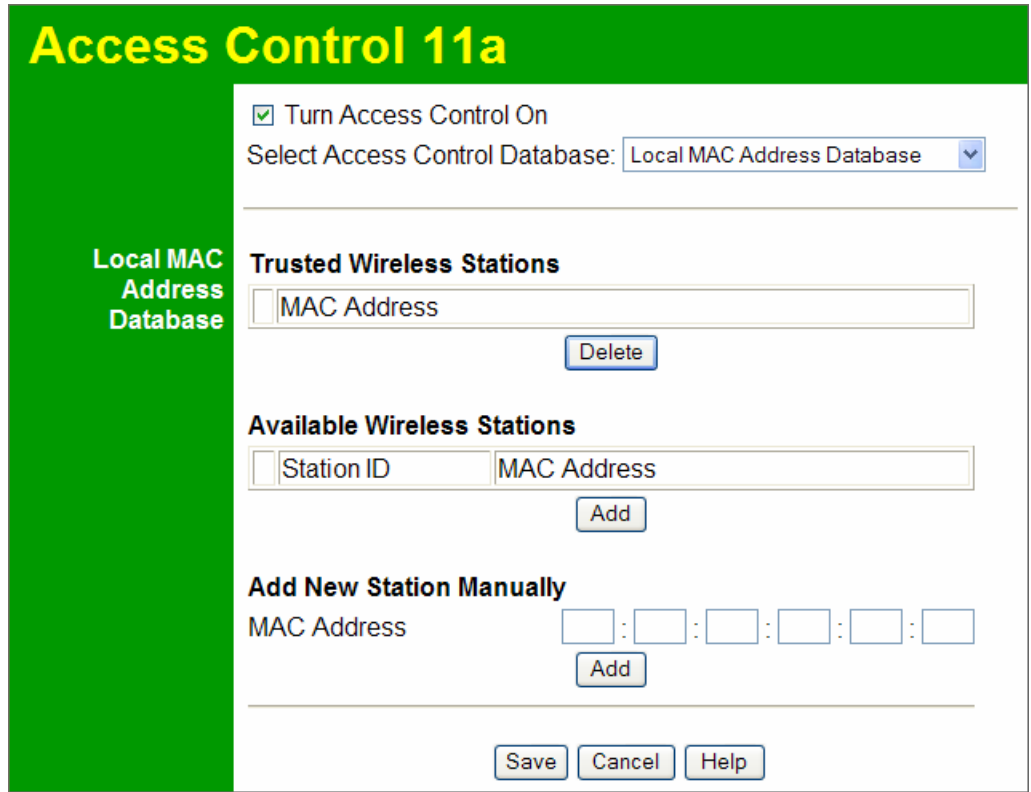 Access Control 11a
Turn Access Control On
Select Access Control Database: Local MAC Address Database
Local MAC
Address
Database
Trusted Wireless Stations
MAC Address
Delete
Available Wireless Stations
Station ID MAC Address
Add
Add New Station Manually
MAC Address : : : : :
Add
Save Cancel Help